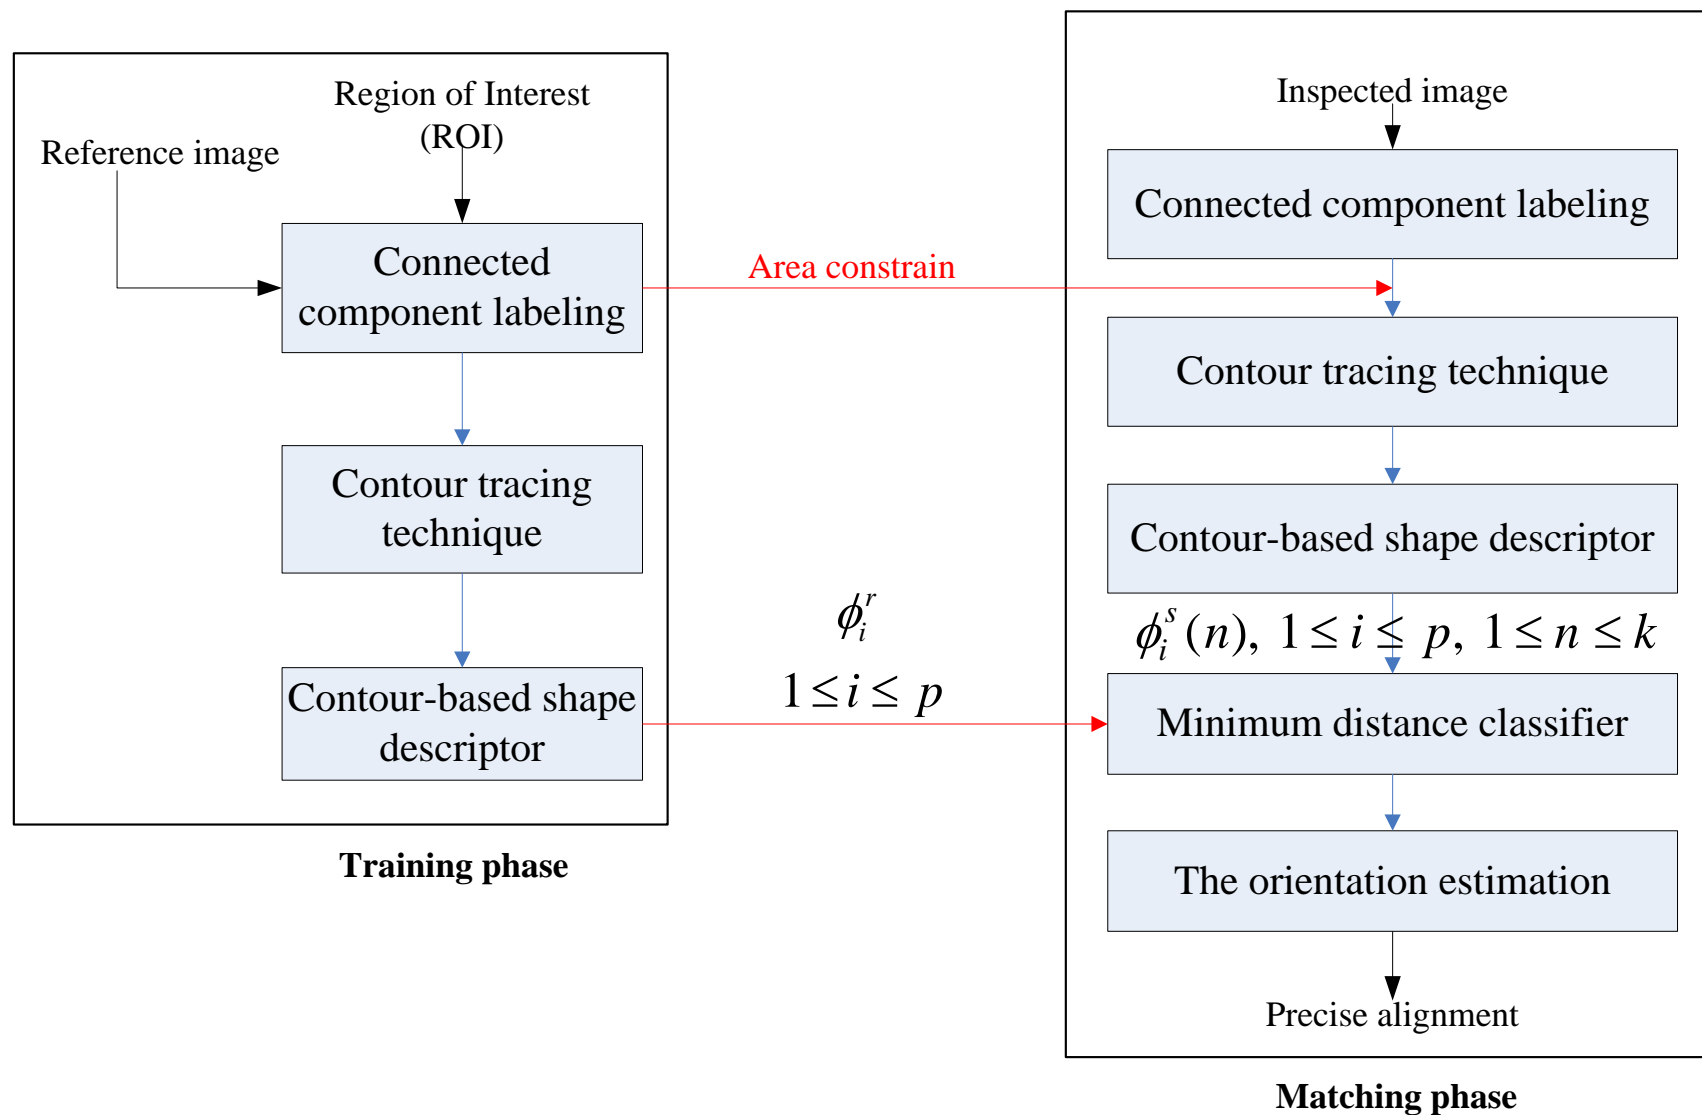 Region of Interest
(ROI)
Reference image
Connected
component labeling
Contour tracing
technique
Contour-based shape
descriptor
Training phase
Area constrain
ϕᵢʳ
1 ≤ i ≤ p
Inspected image
Connected component labeling
Contour tracing technique
Contour-based shape descriptor
ϕᵢˢ(n), 1 ≤ i ≤ p, 1 ≤ n ≤ k
Minimum distance classifier
The orientation estimation
Precise alignment
Matching phase